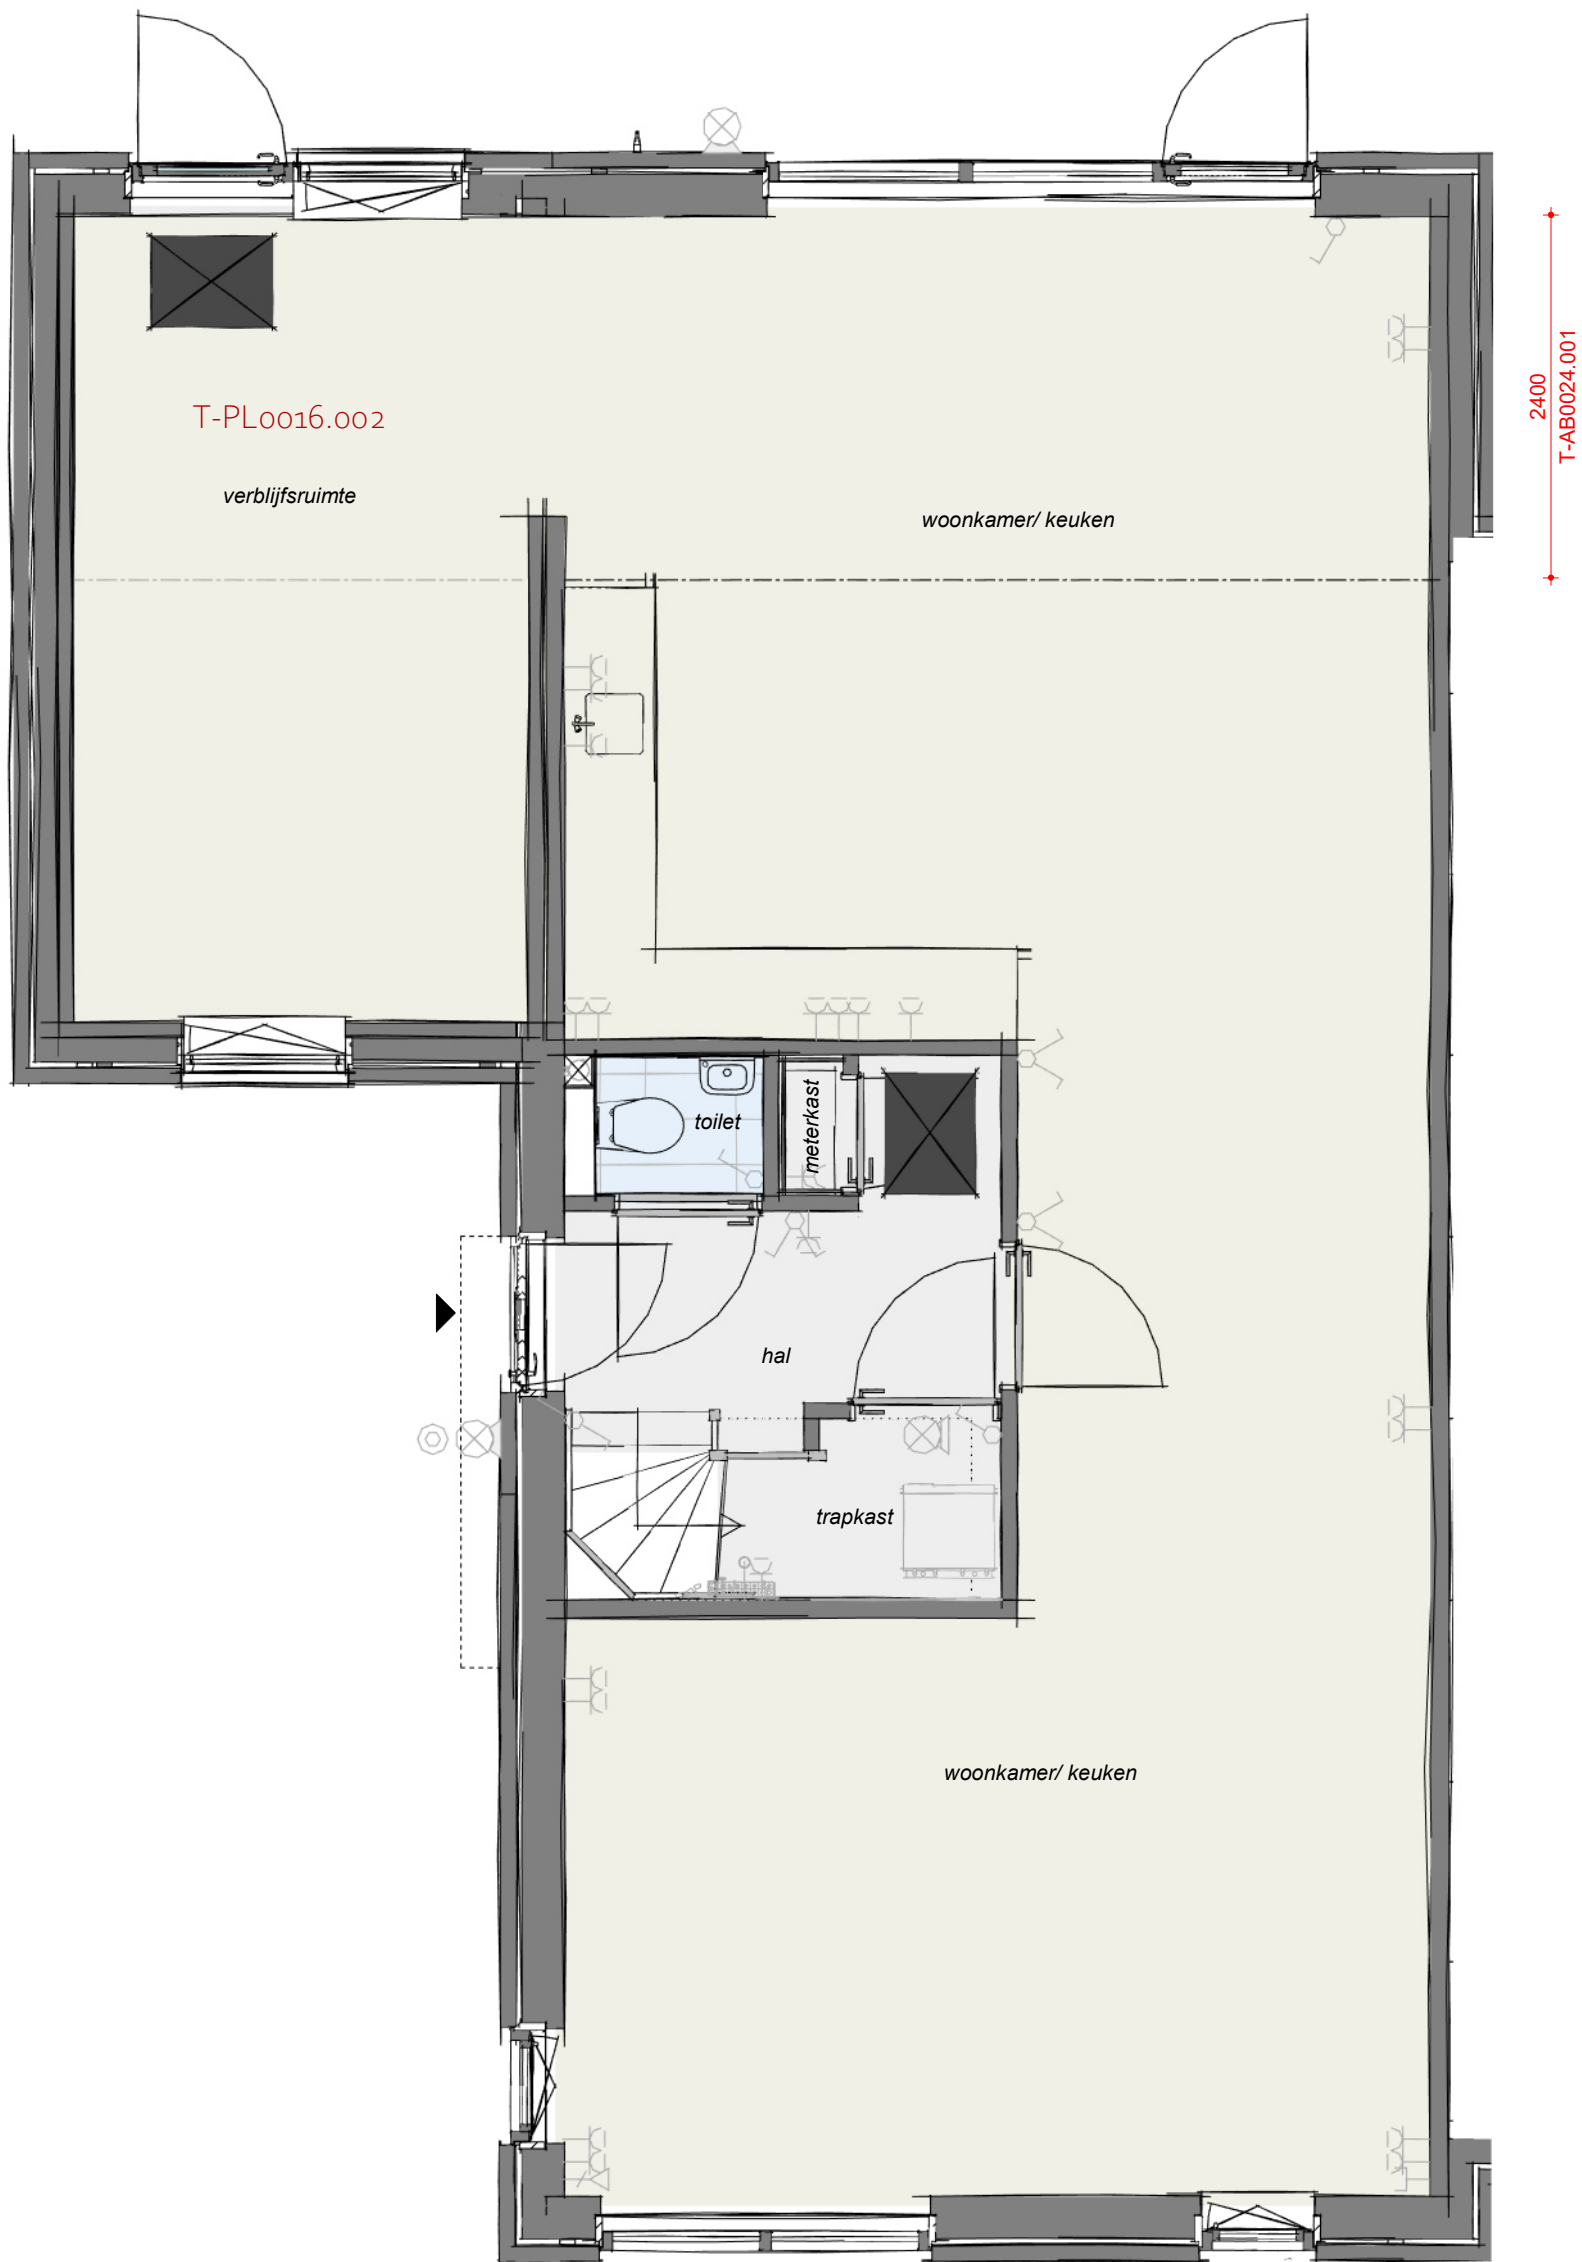 T-PL0016.002
verblijfsruimte
woonkamer/ keuken
2400
T-AB0024.001
toilet
meterkast
hal
trapkast
woonkamer/ keuken